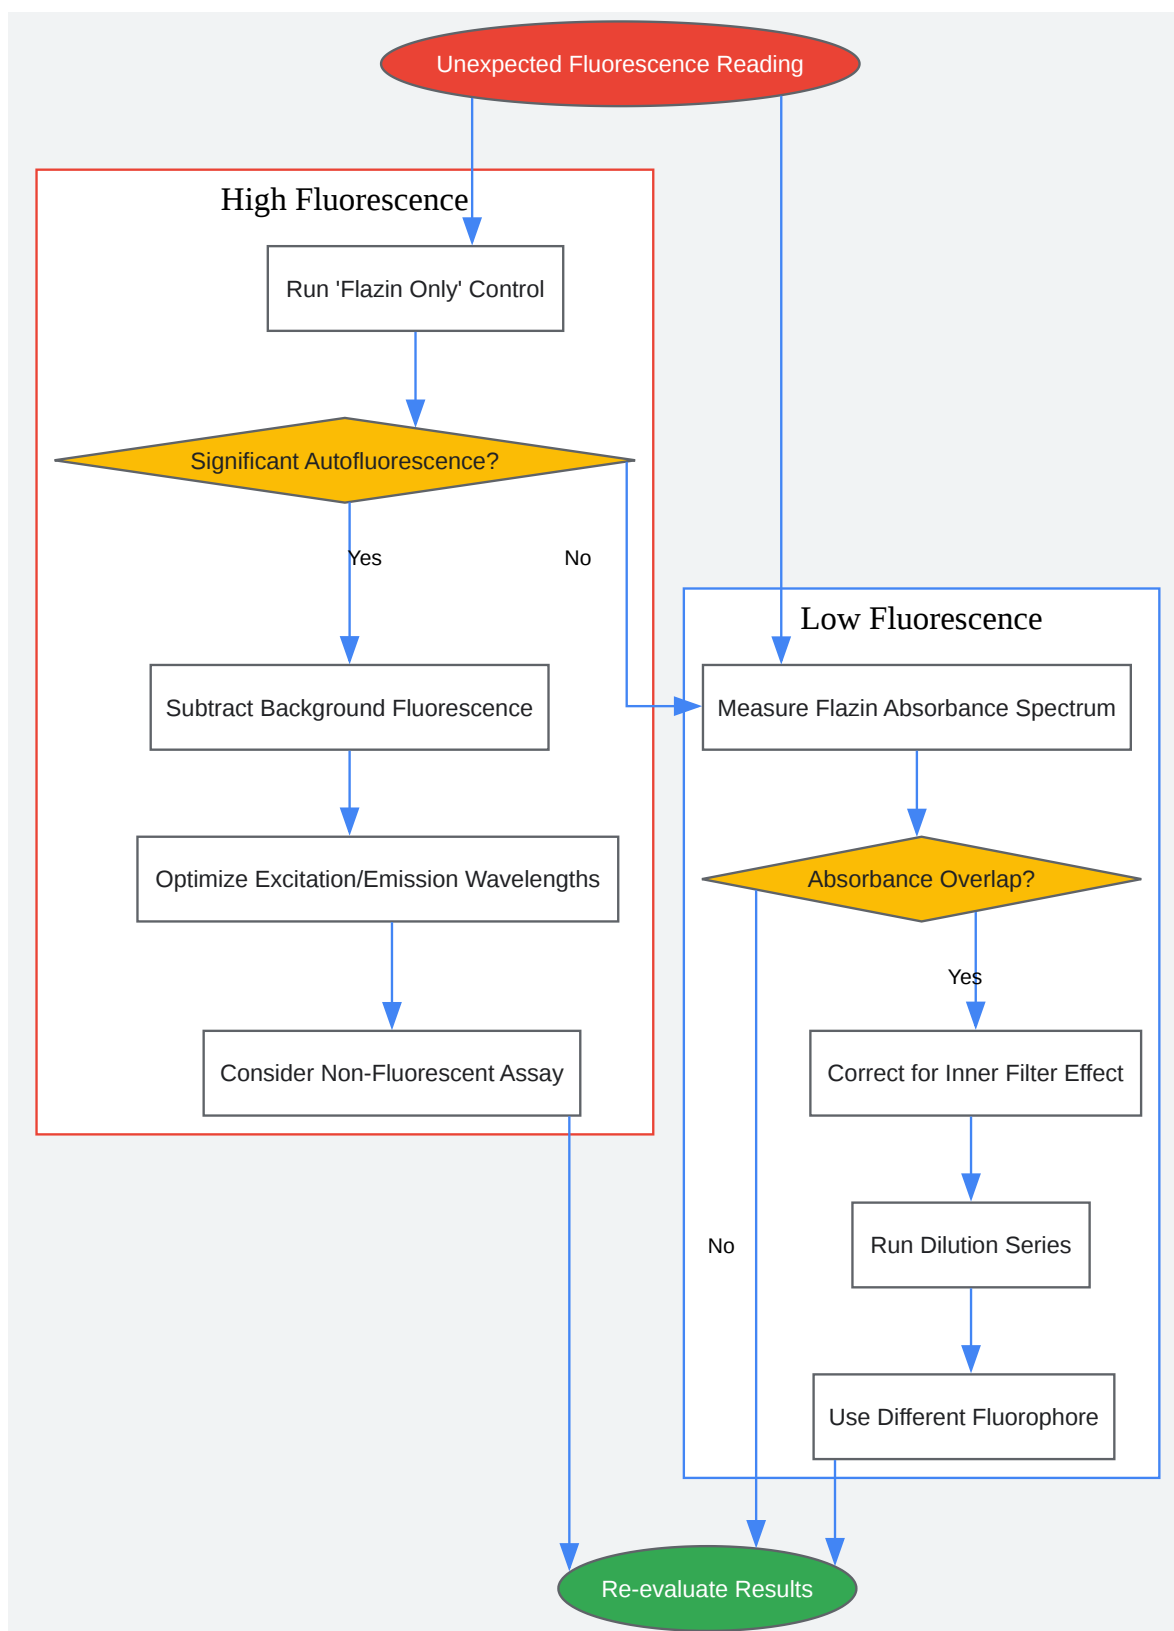 Unexpected Fluorescence Reading
High Fluorescence
Run 'Flazin Only' Control
Significant Autofluorescence?
Yes
No
Subtract Background Fluorescence
Optimize Excitation/Emission Wavelengths
Consider Non-Fluorescent Assay
Low Fluorescence
Measure Flazin Absorbance Spectrum
Absorbance Overlap?
Yes
Correct for Inner Filter Effect
Run Dilution Series
No
Use Different Fluorophore
Re-evaluate Results